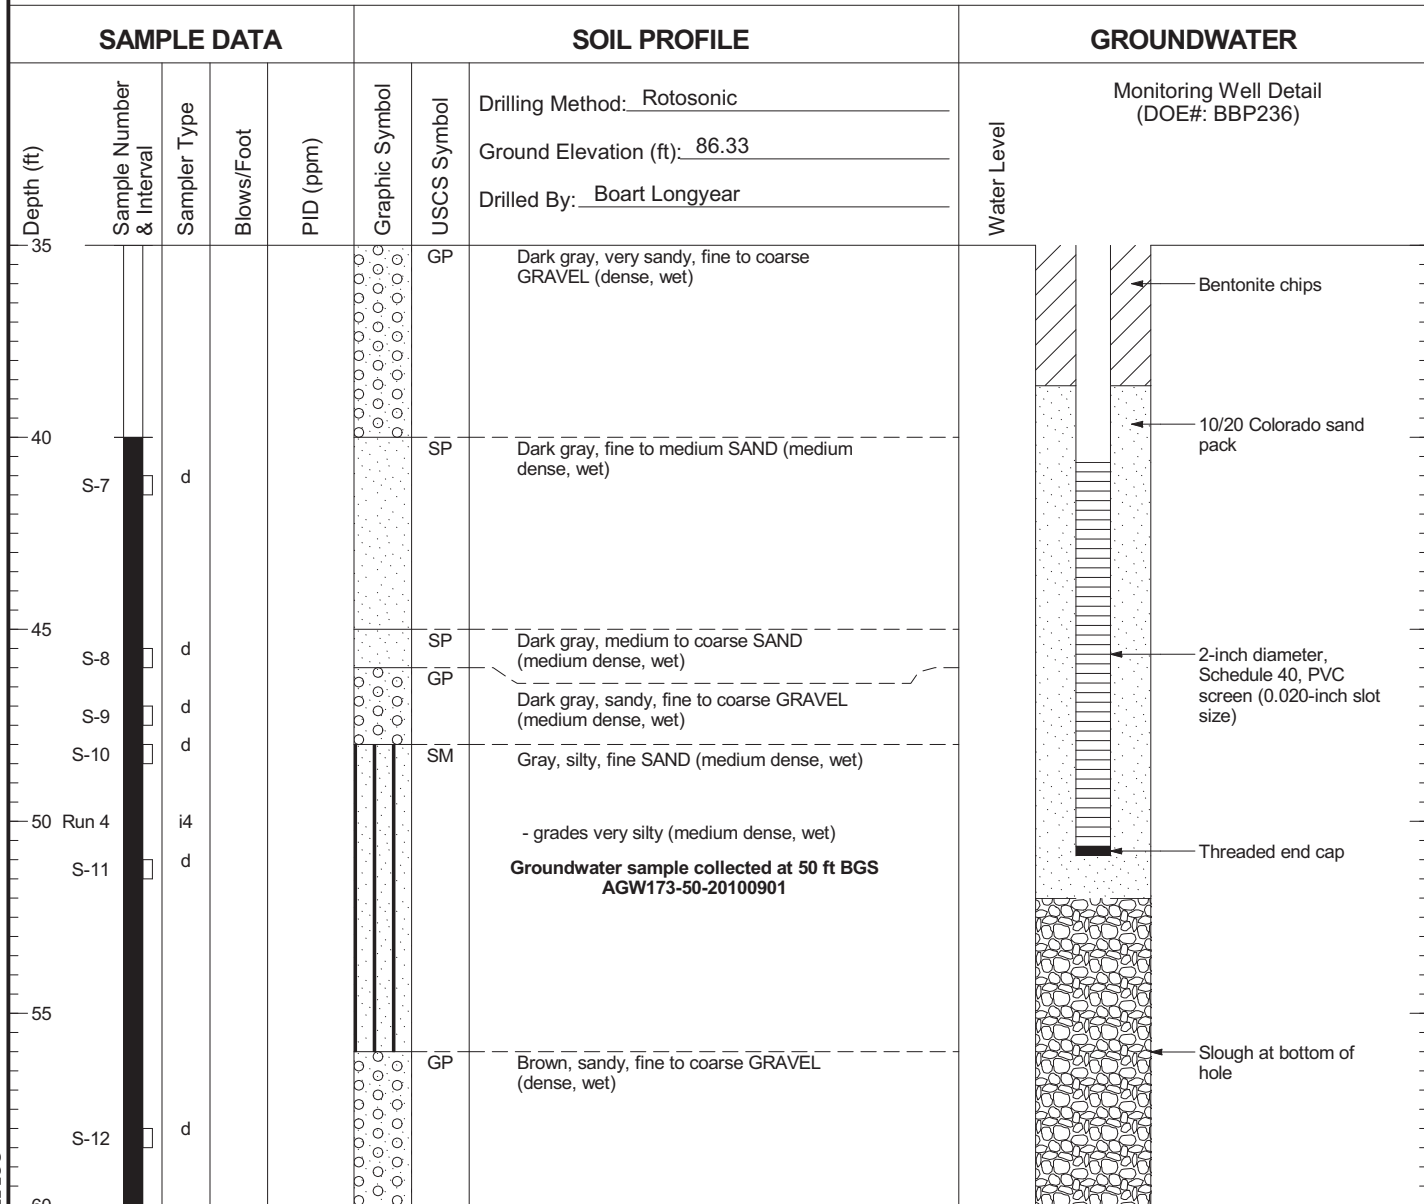 SAMPLE DATA
SOIL PROFILE
GROUNDWATER
Depth (ft)
Sample Number
& Interval
Sampler Type
Blows/Foot
PID (ppm)
Graphic Symbol
USCS Symbol
Drilling Method: Rotosonic
Ground Elevation (ft): 86.33
Drilled By: Boart Longyear
Water Level
Monitoring Well Detail
(DOE#: BBP236)
35
GP
Dark gray, very sandy, fine to coarse
GRAVEL (dense, wet)
Bentonite chips
10/20 Colorado sand
pack
40
SP
Dark gray, fine to medium SAND (medium
dense, wet)
S-7
d
45
SP
Dark gray, medium to coarse SAND
(medium dense, wet)
S-8
d
2-inch diameter,
Schedule 40, PVC
screen (0.020-inch slot
size)
GP
Dark gray, sandy, fine to coarse GRAVEL
(medium dense, wet)
S-9
d
S-10
d
SM
Gray, silty, fine SAND (medium dense, wet)
50
Run 4
i4
- grades very silty (medium dense, wet)
Threaded end cap
S-11
d
Groundwater sample collected at 50 ft BGS
AGW173-50-20100901
55
GP
Brown, sandy, fine to coarse GRAVEL
(dense, wet)
Slough at bottom of
hole
S-12
d